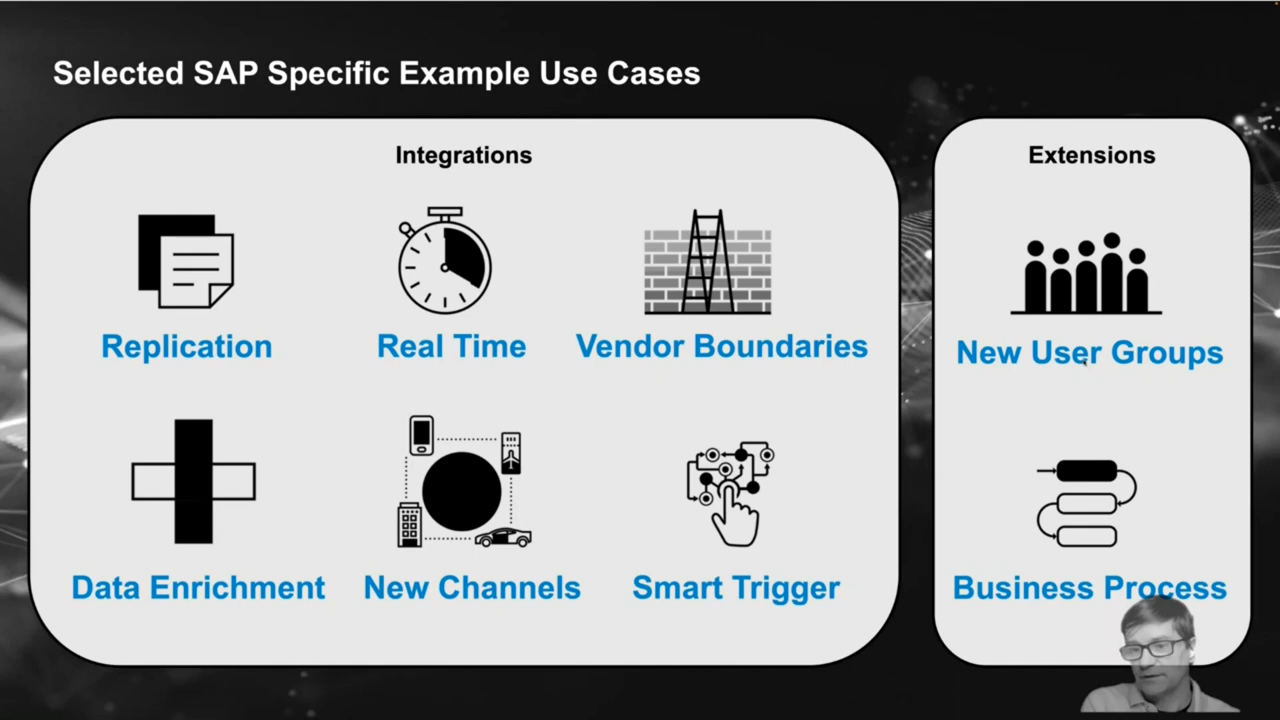 Selected SAP Specific Example Use Cases
Integrations
Replication
Real Time
Vendor Boundaries
Data Enrichment
New Channels
Smart Trigger
Extensions
New User Groups
Business Process